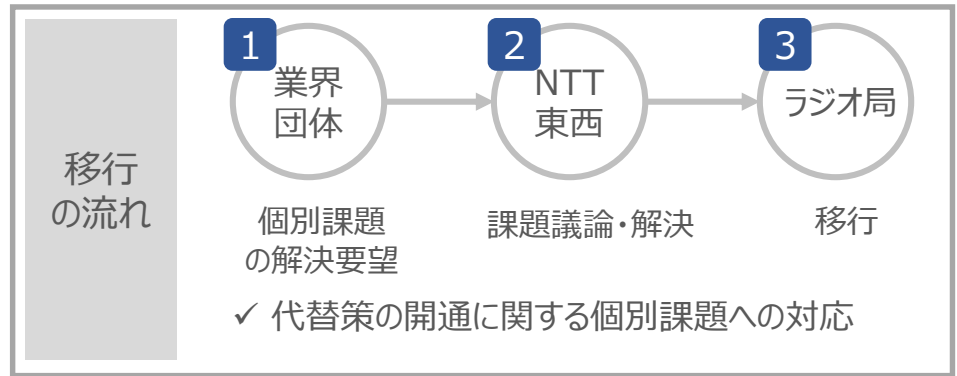 移行
の流れ
1
業界
団体
2
NTT
東西
3
ラジオ局
個別課題
の解決要望
課題議論・解決
移行
✓ 代替策の開通に関する個別課題への対応